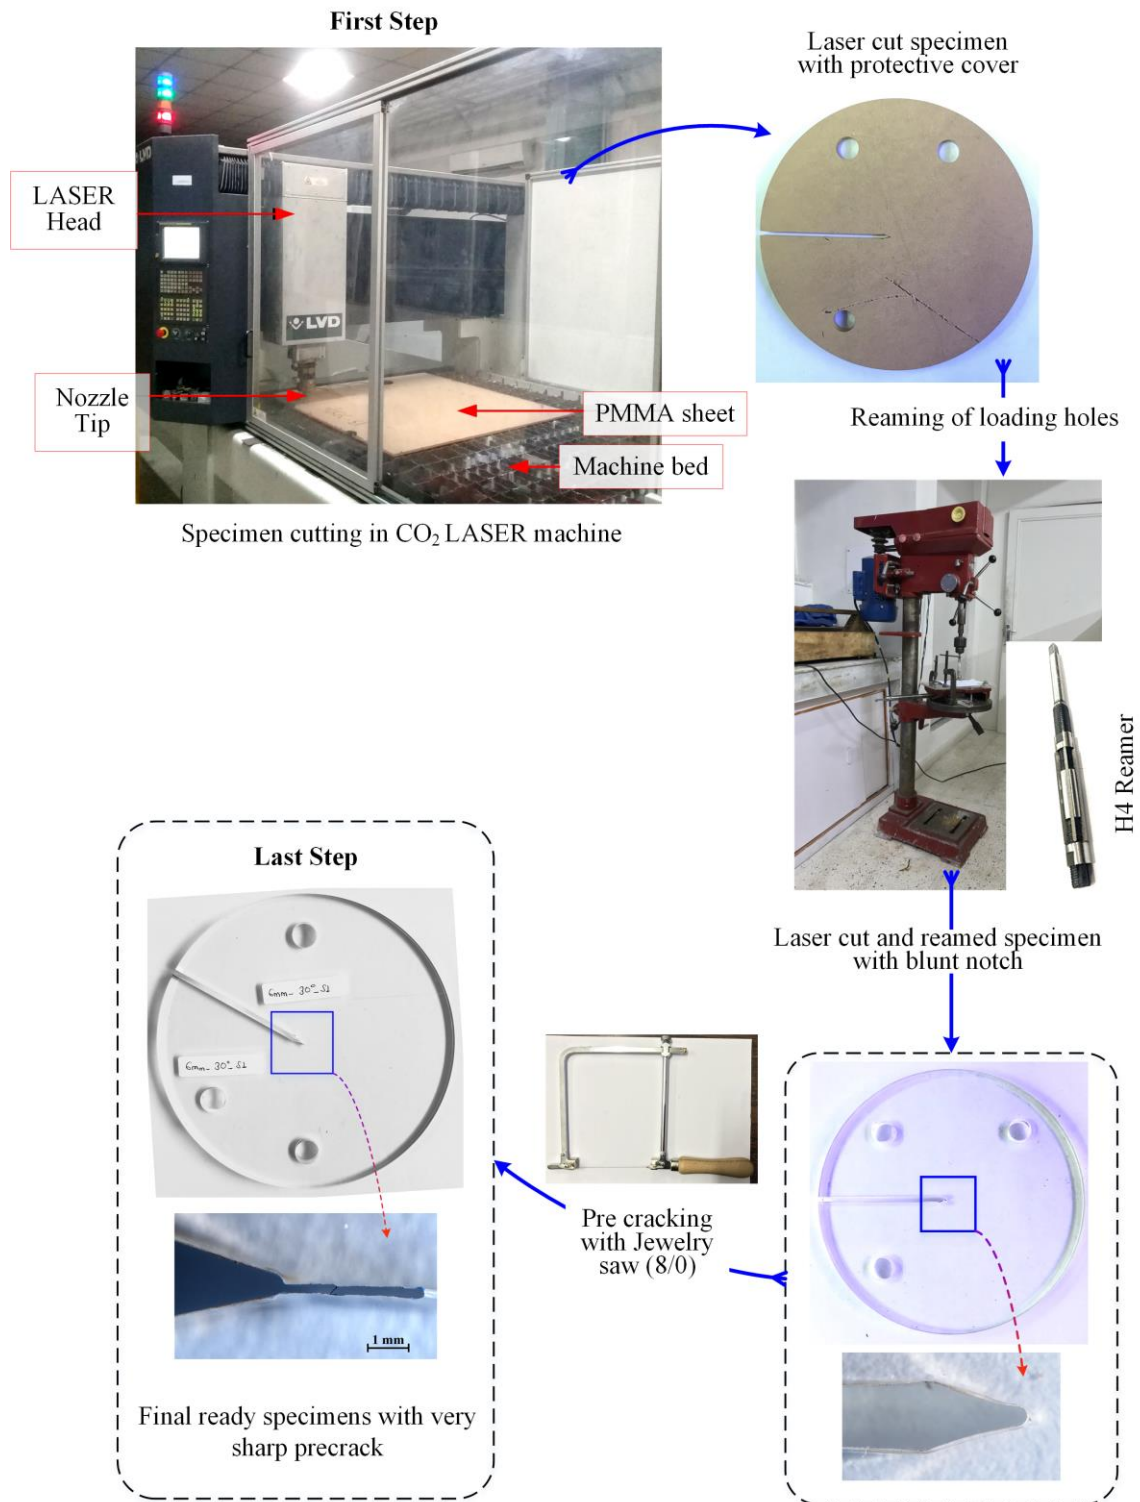 First Step
Laser cut specimen
with protective cover
LVD
LASER
Head
LVD
Nozzle
Tip
PMMA sheet
Machine bed
Specimen cutting in CO₂ LASER machine
Reaming of loading holes
H4 Reamer
Laser cut and reamed specimen
with blunt notch
Last Step
6mm_ 30°_S1
6mm_ 30°_S1
1 mm
Final ready specimens with very
sharp precrack
Pre cracking
with Jewelry
saw (8/0)